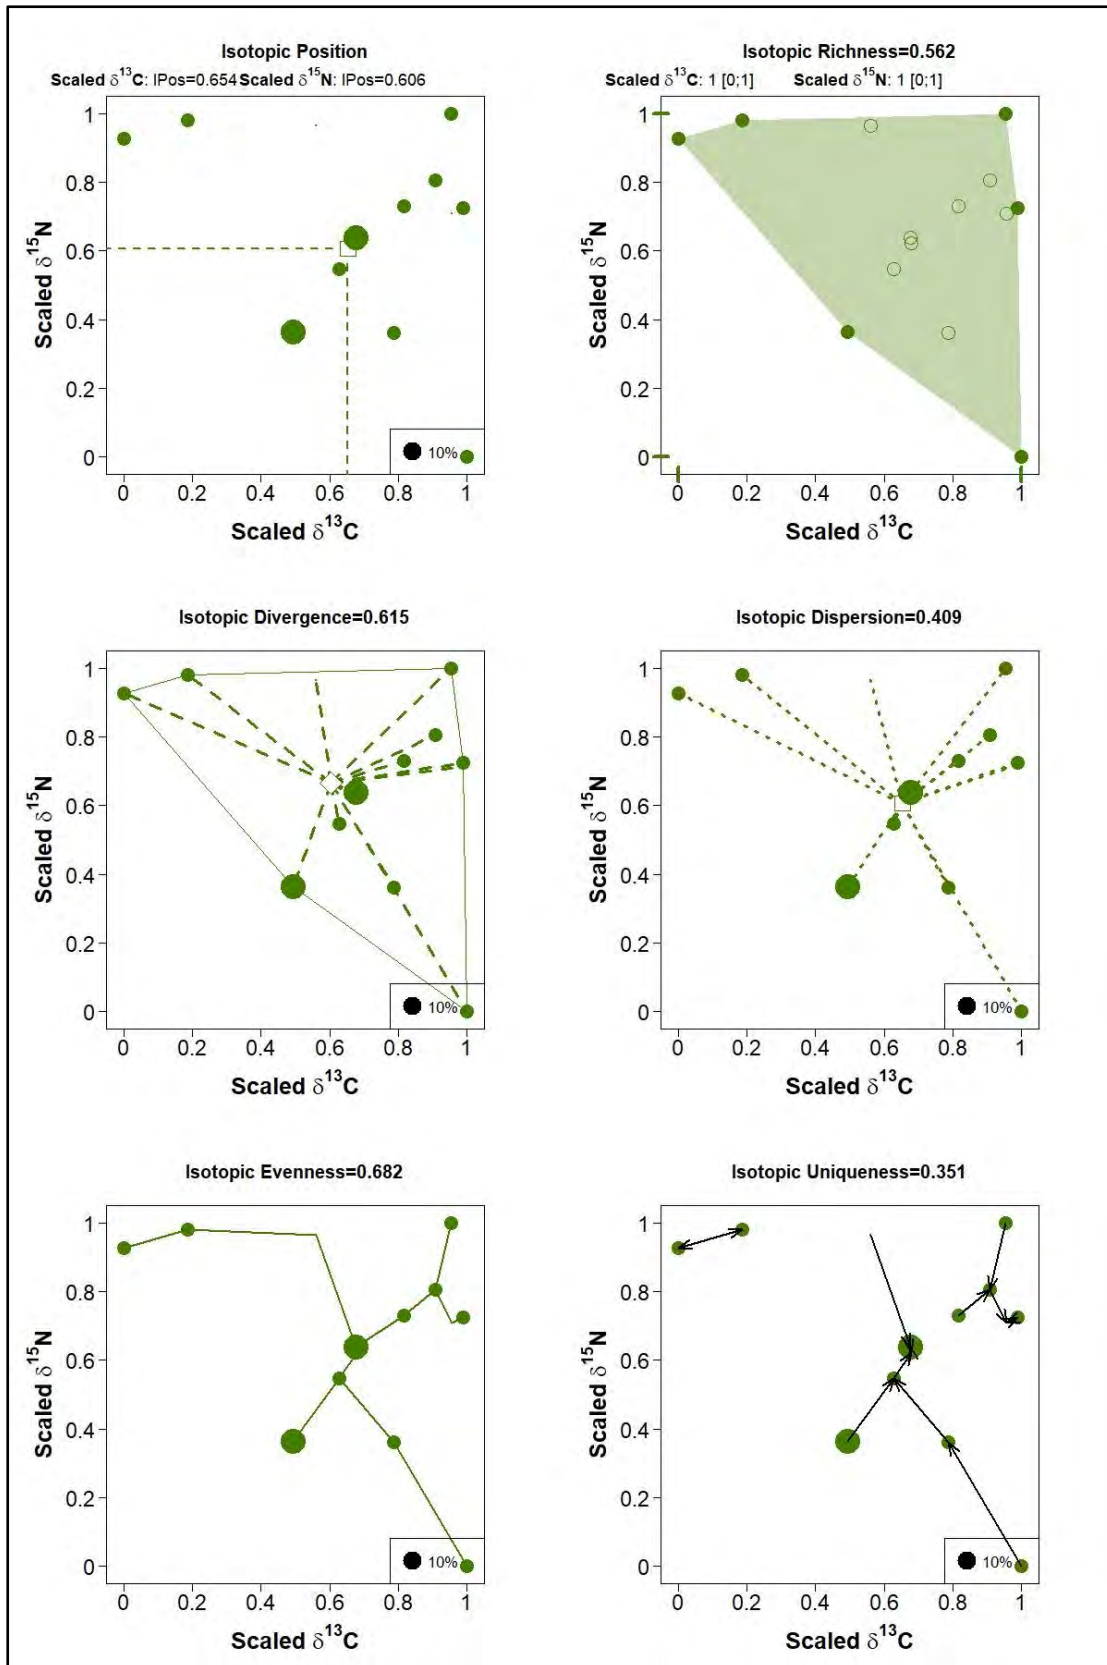 Isotopic Position
Scaled δ13C: IPos=0.654 Scaled δ15N: IPos=0.606
1
0.8
0.6
0.4
0.2
0
Scaled δ15N
10%
0 0.2 0.4 0.6 0.8 1
Scaled δ13C
Isotopic Richness=0.562
Scaled δ13C: 1 [0;1] Scaled δ15N: 1 [0;1]
1
0.8
0.6
0.4
0.2
0
Scaled δ15N
0 0.2 0.4 0.6 0.8 1
Scaled δ13C
Isotopic Divergence=0.615
1
0.8
0.6
0.4
0.2
0
Scaled δ15N
10%
0 0.2 0.4 0.6 0.8 1
Scaled δ13C
Isotopic Dispersion=0.409
1
0.8
0.6
0.4
0.2
0
Scaled δ15N
10%
0 0.2 0.4 0.6 0.8 1
Scaled δ13C
Isotopic Evenness=0.682
1
0.8
0.6
0.4
0.2
0
Scaled δ15N
10%
0 0.2 0.4 0.6 0.8 1
Scaled δ13C
Isotopic Uniqueness=0.351
1
0.8
0.6
0.4
0.2
0
Scaled δ15N
10%
0 0.2 0.4 0.6 0.8 1
Scaled δ13C